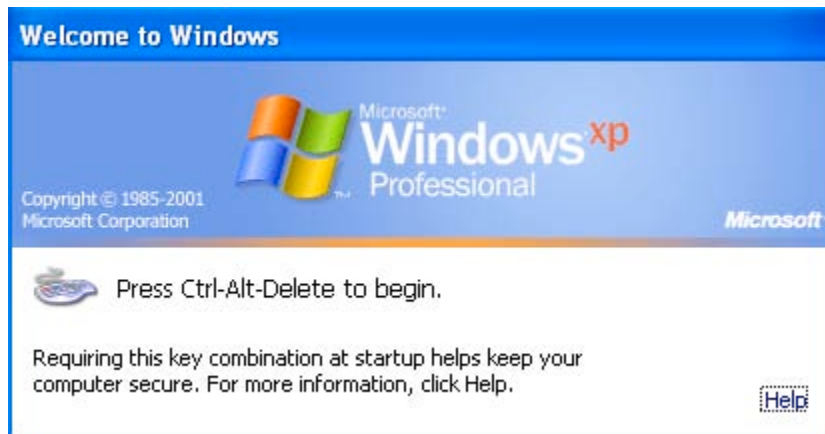 Welcome to Windows
Microsoft®
Windows xp
Professional
™
Copyright © 1985-2001
Microsoft Corporation
Microsoft
Press Ctrl-Alt-Delete to begin.
Requiring this key combination at startup helps keep your
computer secure. For more information, click Help.
Help